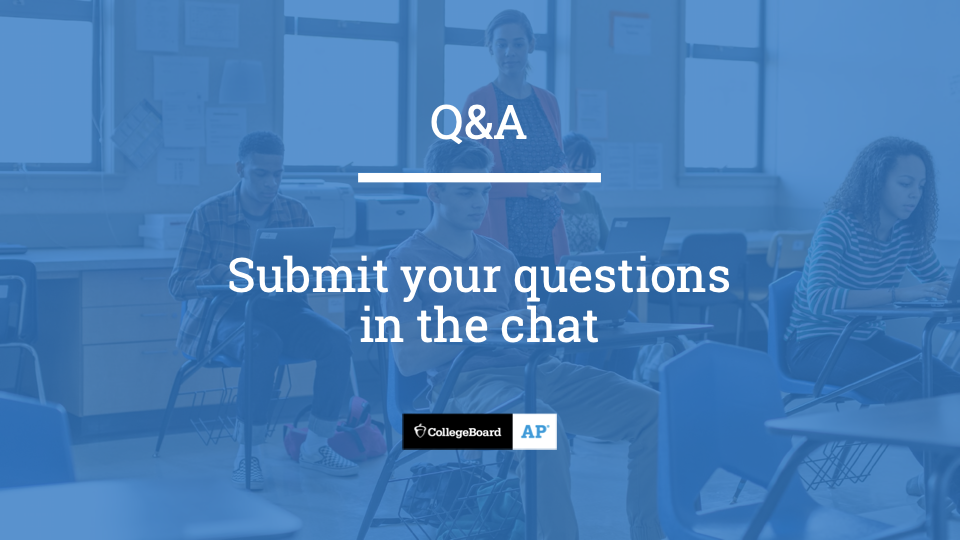 Q&A
Submit your questions
in the chat
CollegeBoard AP